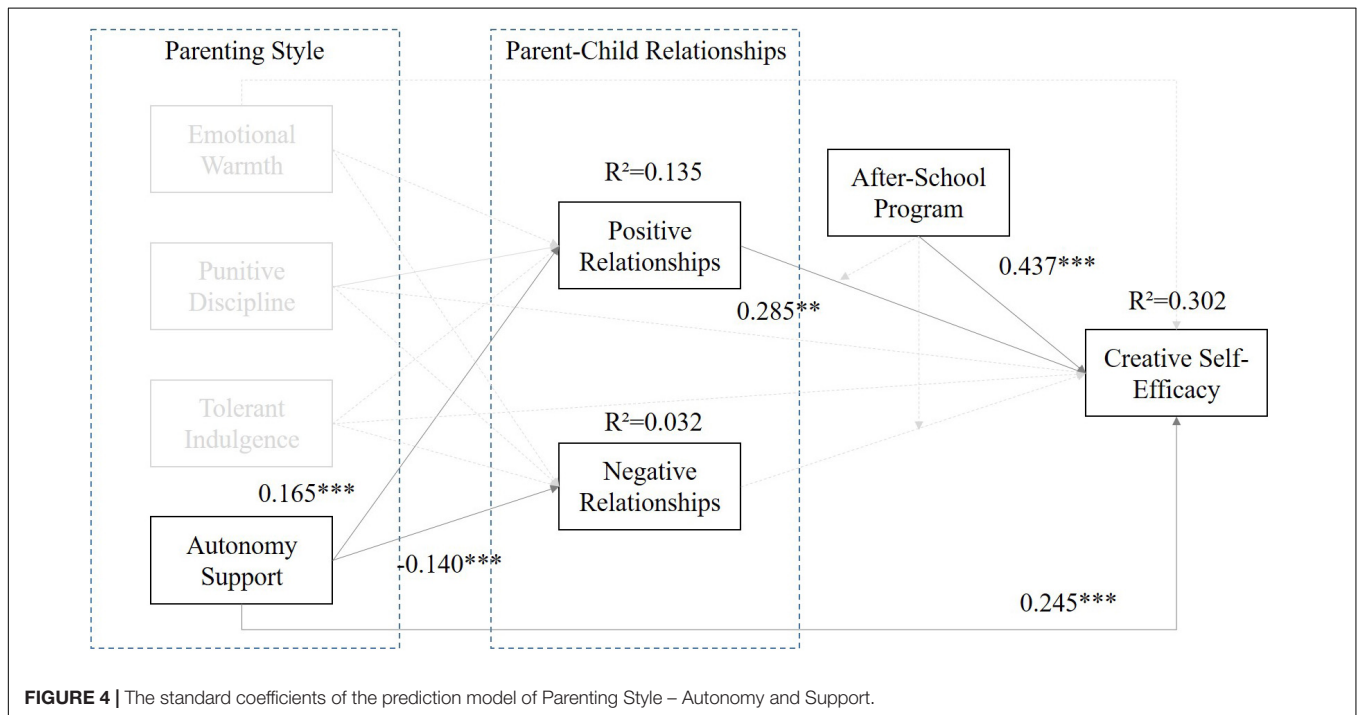 Parenting Style
Parent-Child Relationships
Emotional
Warmth
Punitive
Discipline
Tolerant
Indulgence
Autonomy
Support
R²=0.135
Positive
Relationships
R²=0.032
Negative
Relationships
After-School
Program
R²=0.302
Creative Self-
Efficacy
0.437***
0.285**
0.165***
-0.140***
0.245***
FIGURE 4 | The standard coefficients of the prediction model of Parenting Style – Autonomy and Support.